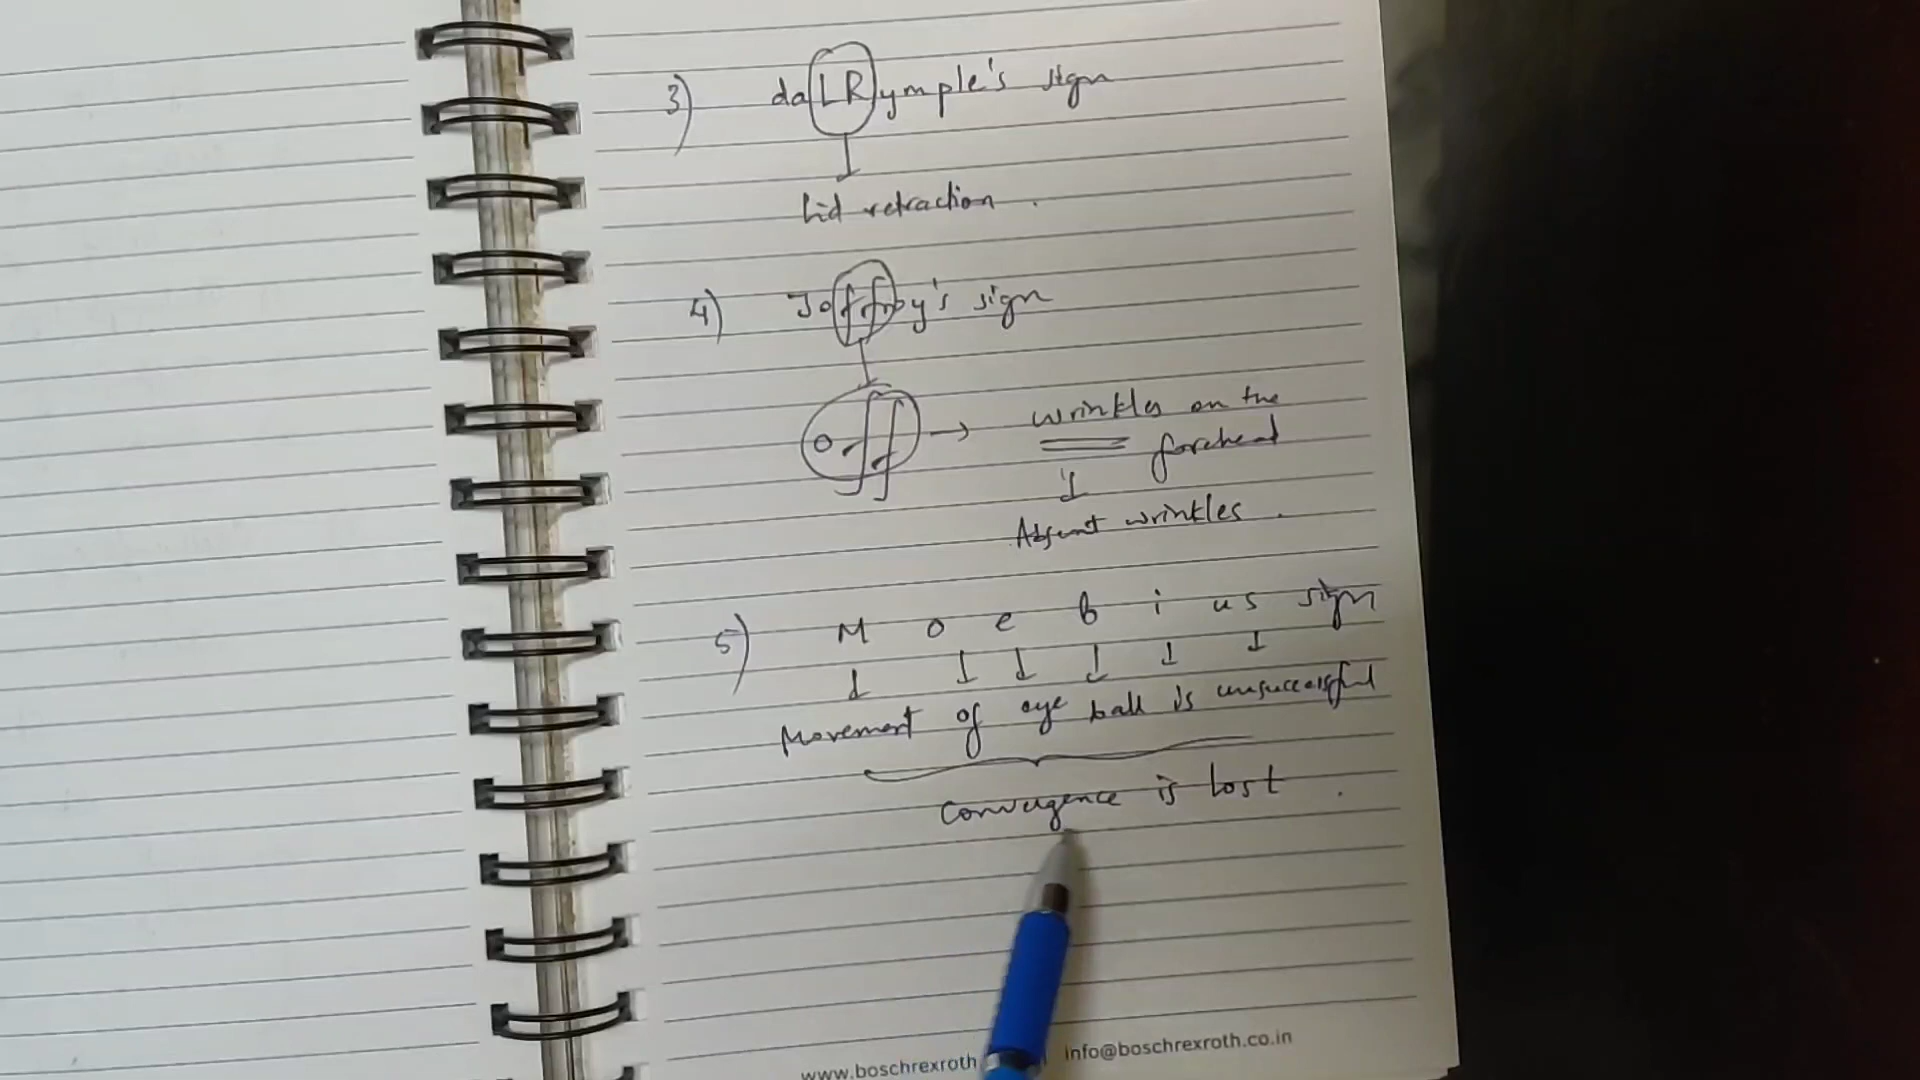 3) daLRymple's sign
Lid retraction .
4) Joffroy's sign
off → wrinkles on the
forehead
Absent wrinkles .
5) M o e b i us sign
Movement of eye ball is unsuccessful
Convergence is lost .
www.boschrexroth info@boschrexroth.co.in